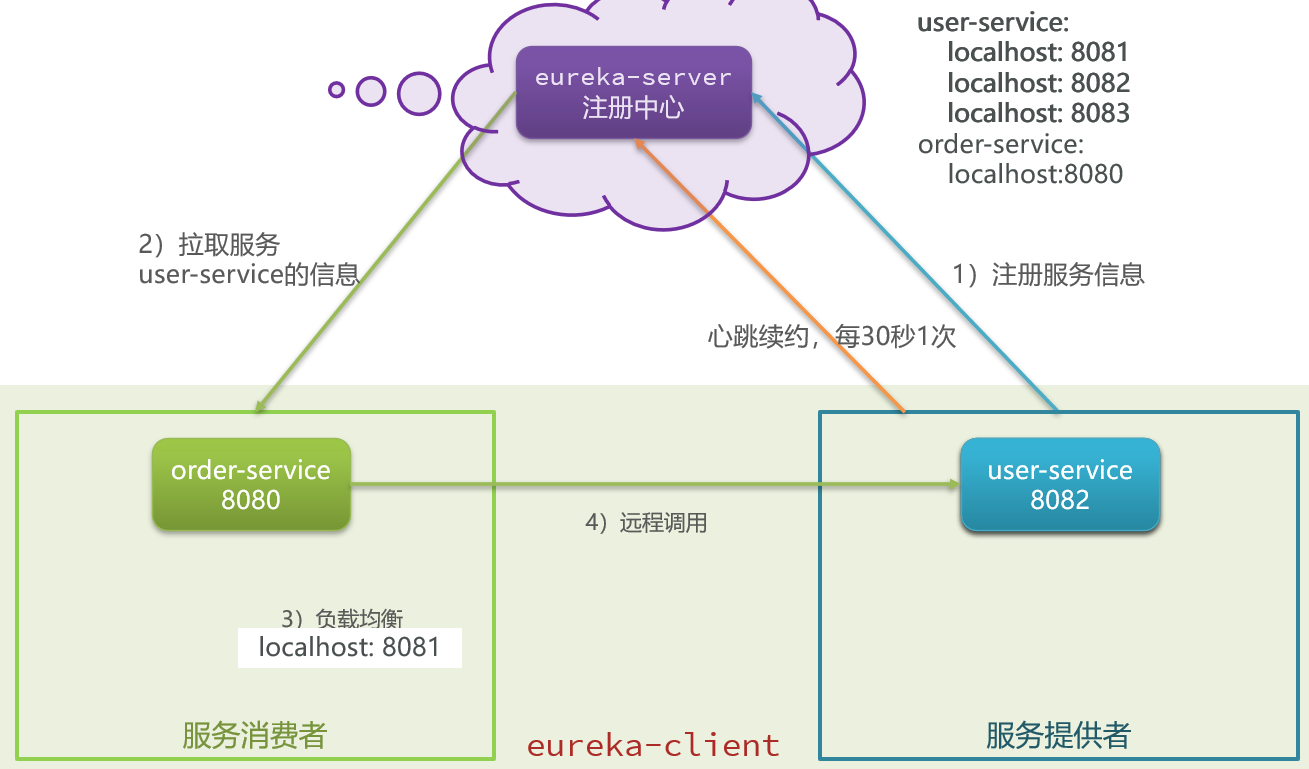 eureka-server
注册中心
user-service:
localhost: 8081
localhost: 8082
localhost: 8083
order-service:
localhost:8080
2）拉取服务
user-service的信息
1）注册服务信息
心跳续约，每30秒1次
order-service
8080
user-service
8082
4）远程调用
3）负载均衡
localhost: 8081
服务消费者
eureka-client
服务提供者